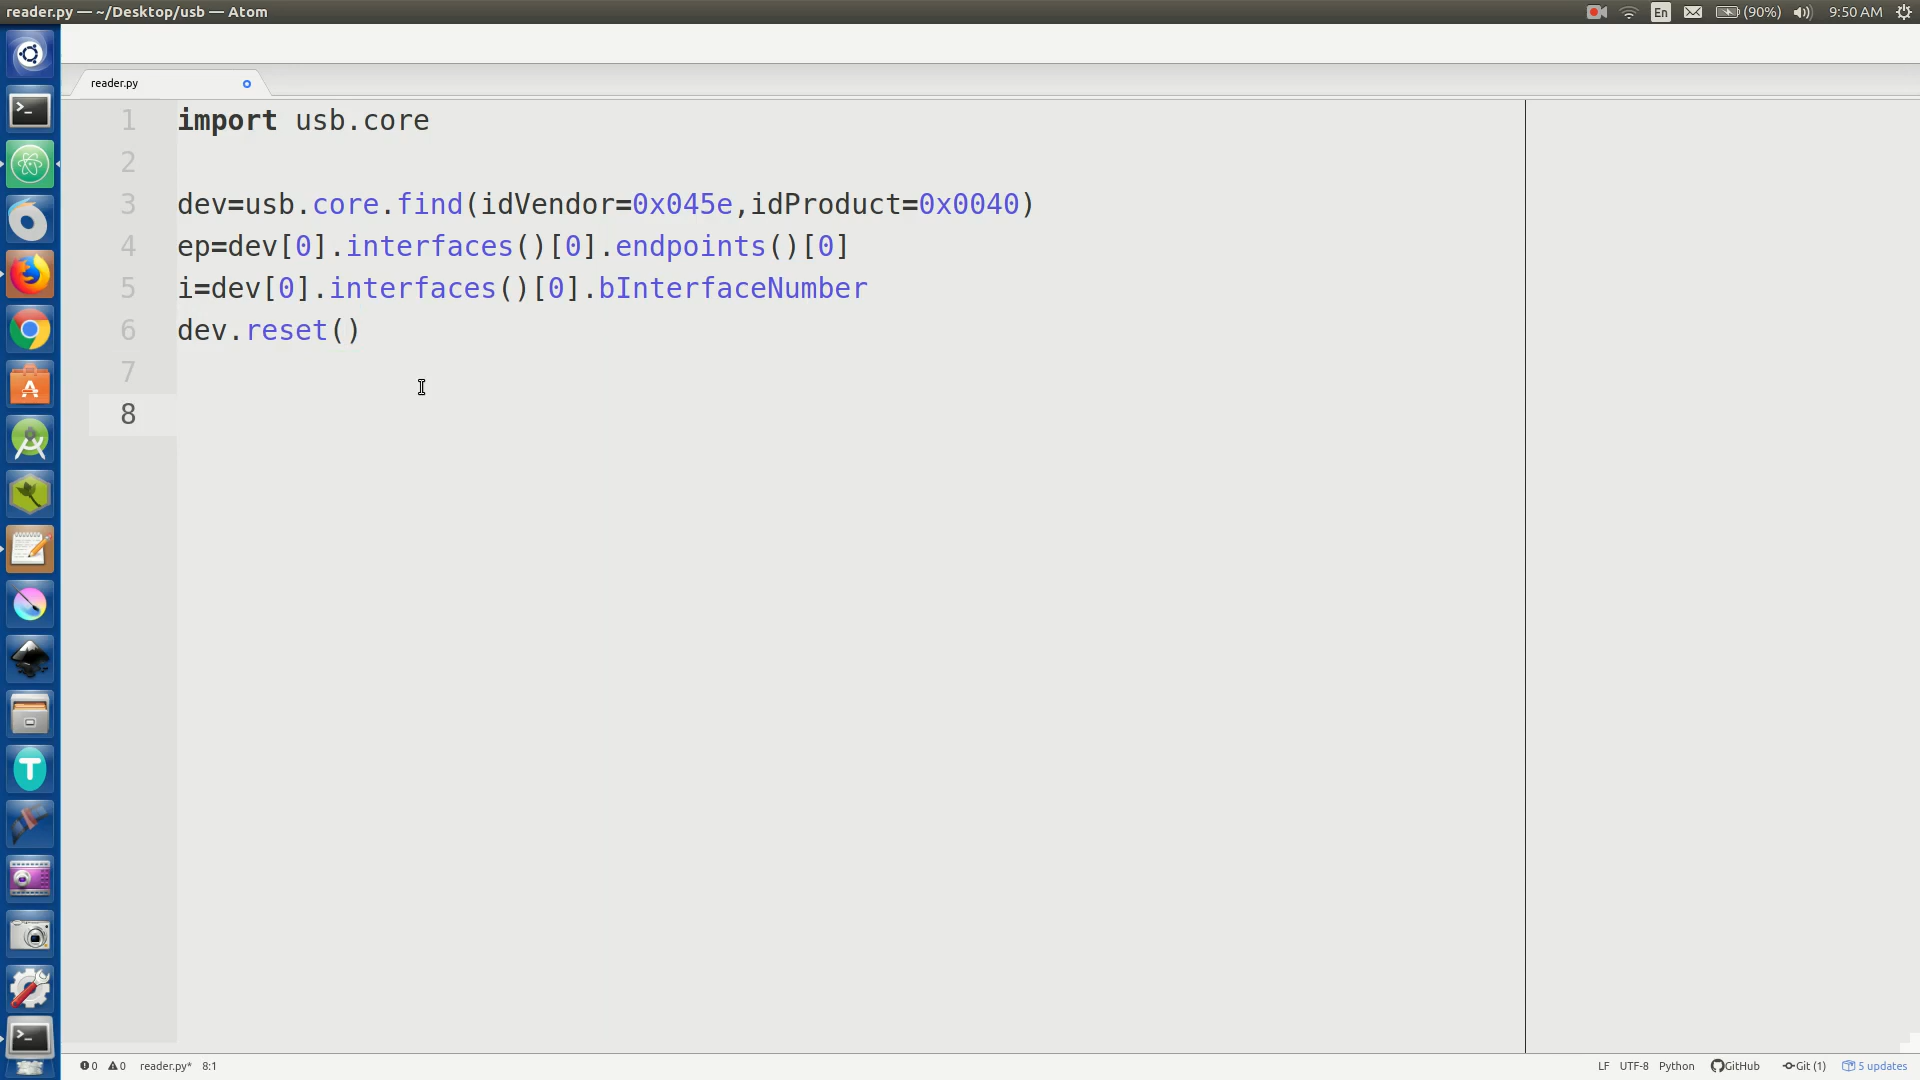 reader.py — ~/Desktop/usb — Atom
En
(90%)
9:50 AM
reader.py
1 import usb.core
2
3 dev=usb.core.find(idVendor=0x045e,idProduct=0x0040)
4 ep=dev[0].interfaces()[0].endpoints()[0]
5 i=dev[0].interfaces()[0].bInterfaceNumber
6 dev.reset()
7
8
0 0 reader.py* 8:1
LF UTF-8 Python GitHub Git (1) 5 updates